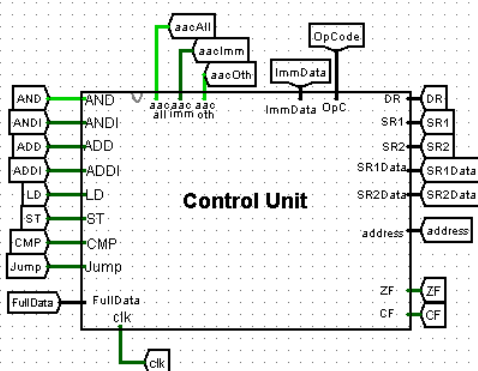 aacAll
aacImm
aacOth
OpCode
ImmData
AND AND aac all aac imm aac oth ImmData OpC DR DR
ANDI ANDI SR1 SR1
ADD ADD SR2 SR2
ADDI ADDI SR1Data SR1Data
LD LD Control Unit SR2Data SR2Data
ST ST
CMP CMP address address
Jump Jump
ZF ZF
FullData FullData
CF CF
clk
clk